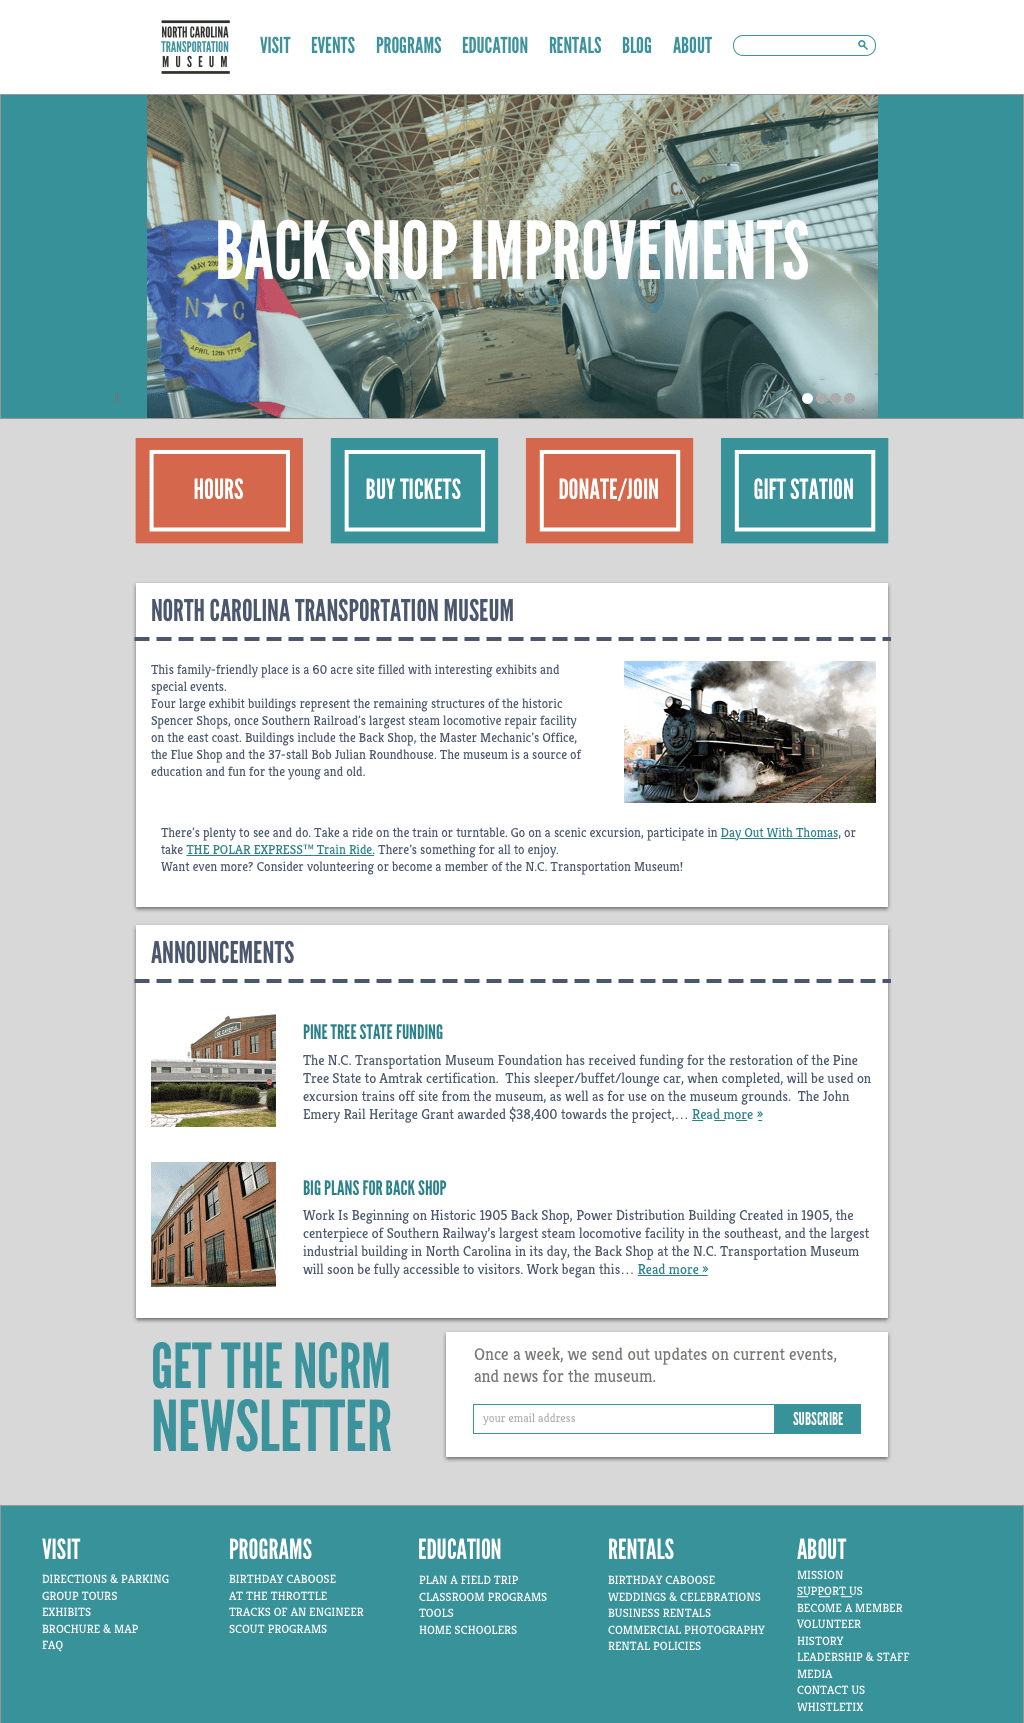 NORTH CAROLINA
TRANSPORTATION
MUSEUM
VISIT EVENTS PROGRAMS EDUCATION RENTALS BLOG ABOUT
MAY 20th
N C
APRIL 12th 1776
BACK SHOP IMPROVEMENTS
HOURS BUY TICKETS DONATE/JOIN GIFT STATION
NORTH CAROLINA TRANSPORTATION MUSEUM
This family-friendly place is a 60 acre site filled with interesting exhibits and
special events.
Four large exhibit buildings represent the remaining structures of the historic
Spencer Shops, once Southern Railroad's largest steam locomotive repair facility
on the east coast. Buildings include the Back Shop, the Master Mechanic's Office,
the Flue Shop and the 37-stall Bob Julian Roundhouse. The museum is a source of
education and fun for the young and old.
There's plenty to see and do. Take a ride on the train or turntable. Go on a scenic excursion, participate in Day Out With Thomas, or
take THE POLAR EXPRESS™ Train Ride. There's something for all to enjoy.
Want even more? Consider volunteering or become a member of the N.C. Transportation Museum!
ANNOUNCEMENTS
BE CAREFUL
PINE TREE STATE FUNDING
The N.C. Transportation Museum Foundation has received funding for the restoration of the Pine
Tree State to Amtrak certification. This sleeper/buffet/lounge car, when completed, will be used on
excursion trains off site from the museum, as well as for use on the museum grounds. The John
Emery Rail Heritage Grant awarded $38,400 towards the project,… Read more »
BIG PLANS FOR BACK SHOP
Work Is Beginning on Historic 1905 Back Shop, Power Distribution Building Created in 1905, the
centerpiece of Southern Railway's largest steam locomotive facility in the southeast, and the largest
industrial building in North Carolina in its day, the Back Shop at the N.C. Transportation Museum
will soon be fully accessible to visitors. Work began this… Read more »
GET THE NCRM
NEWSLETTER
Once a week, we send out updates on current events,
and news for the museum.
your email address SUBSCRIBE
VISIT
DIRECTIONS & PARKING
GROUP TOURS
EXHIBITS
BROCHURE & MAP
FAQ
PROGRAMS
BIRTHDAY CABOOSE
AT THE THROTTLE
TRACKS OF AN ENGINEER
SCOUT PROGRAMS
EDUCATION
PLAN A FIELD TRIP
CLASSROOM PROGRAMS
TOOLS
HOME SCHOOLERS
RENTALS
BIRTHDAY CABOOSE
WEDDINGS & CELEBRATIONS
BUSINESS RENTALS
COMMERCIAL PHOTOGRAPHY
RENTAL POLICIES
ABOUT
MISSION
SUPPORT US
BECOME A MEMBER
VOLUNTEER
HISTORY
LEADERSHIP & STAFF
MEDIA
CONTACT US
WHISTLETIX